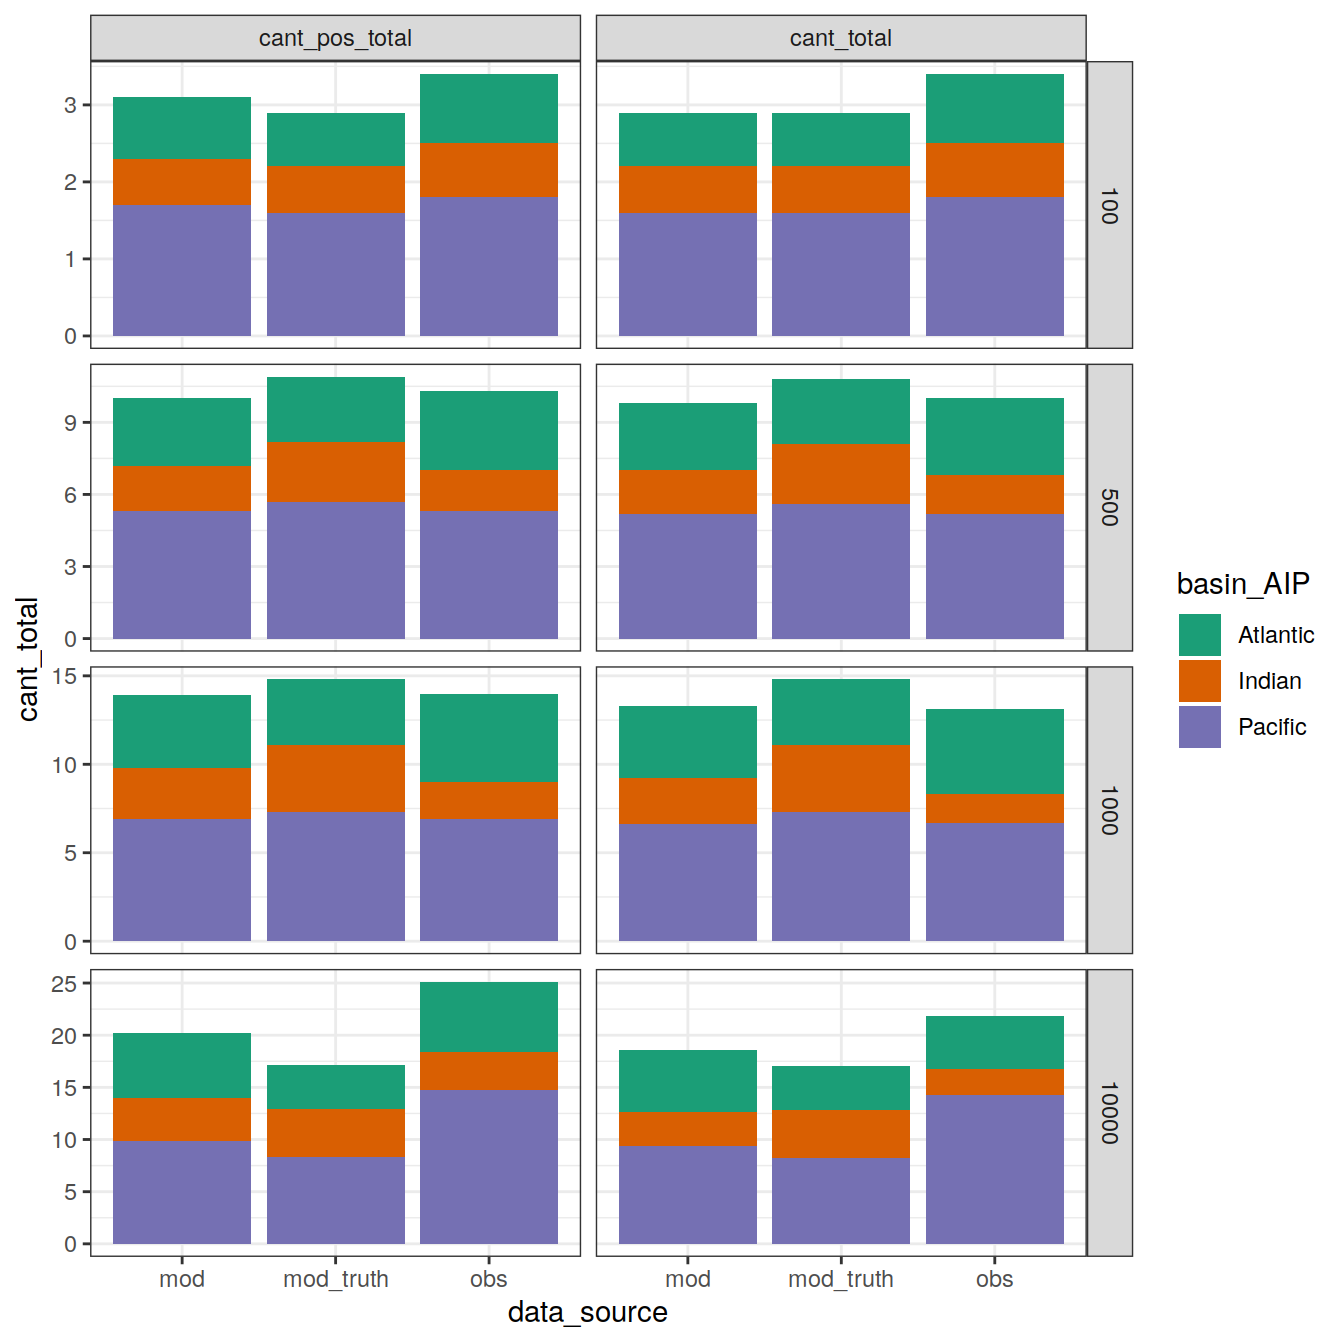 cant_pos_total
cant_total
3
2
1
0
100
9
6
3
0
500
15
10
5
0
1000
25
20
15
10
5
0
10000
cant_total
mod
mod_truth
obs
mod
mod_truth
obs
data_source
basin_AIP
Atlantic
Indian
Pacific